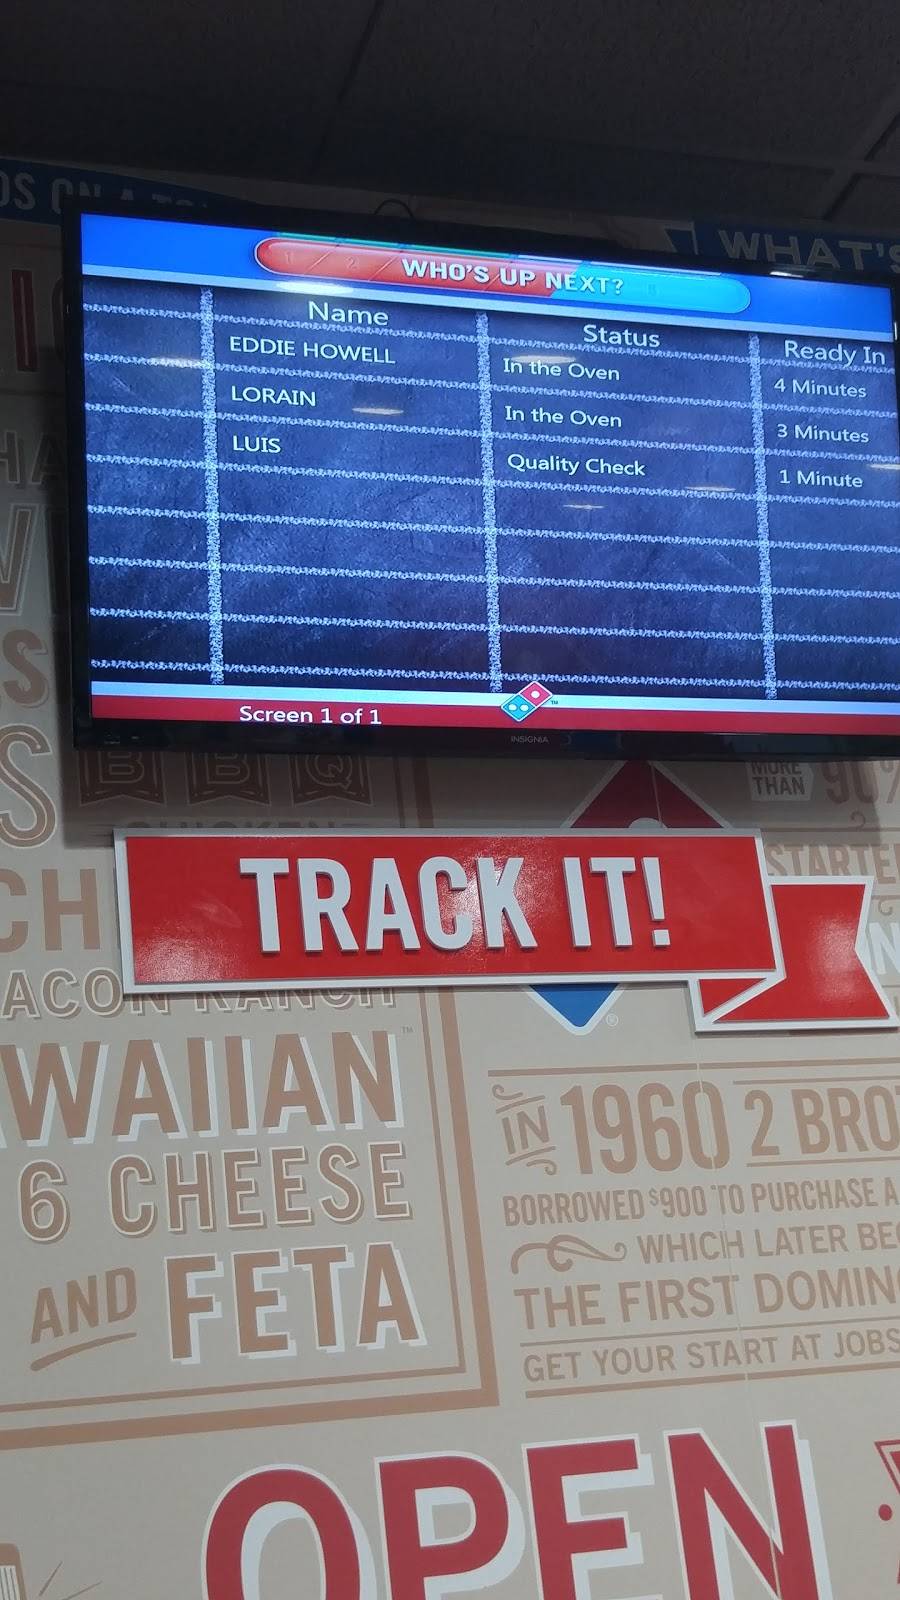 WHAT'S
WHO'S UP NEXT?
Name Status Ready In
EDDIE HOWELL In the Oven 4 Minutes
LORAIN In the Oven 3 Minutes
LUIS Quality Check 1 Minute
Screen 1 of 1
INSIGNIA
BBQ
MORE
THAN
TRACK IT!
RANCH
WAIIAN™
6 CHEESE
AND FETA
®
IN 1960 2 BRO
BORROWED $900 TO PURCHASE A
WHICH LATER BE
THE FIRST DOMIN
GET YOUR START AT JOBS
OPEN